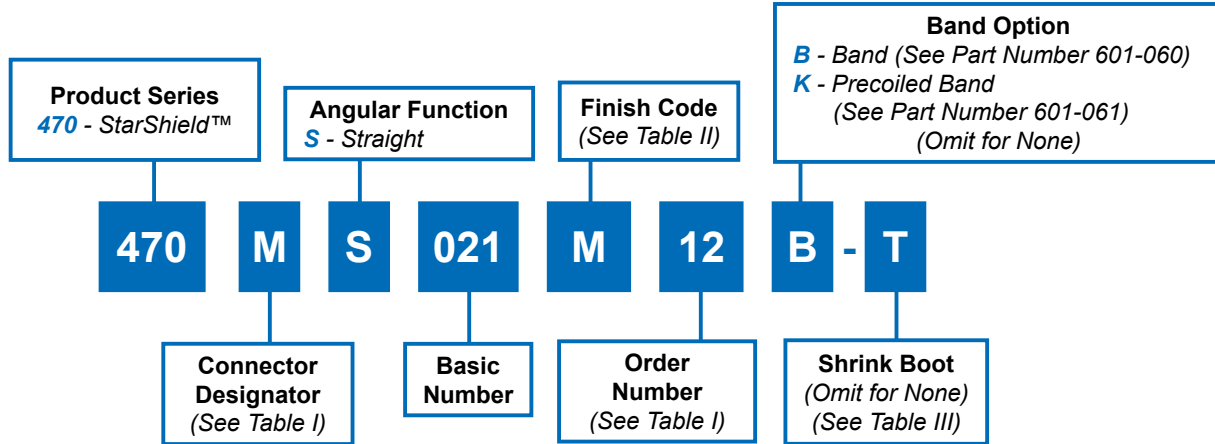 Band Option
B - Band (See Part Number 601-060)
K - Precoiled Band
(See Part Number 601-061)
(Omit for None)
Product Series
470 - StarShield™
Angular Function
S - Straight
Finish Code
(See Table II)
470 M S 021 M 12 B - T
Connector
Designator
(See Table I)
Basic
Number
Order
Number
(See Table I)
Shrink Boot
(Omit for None)
(See Table III)